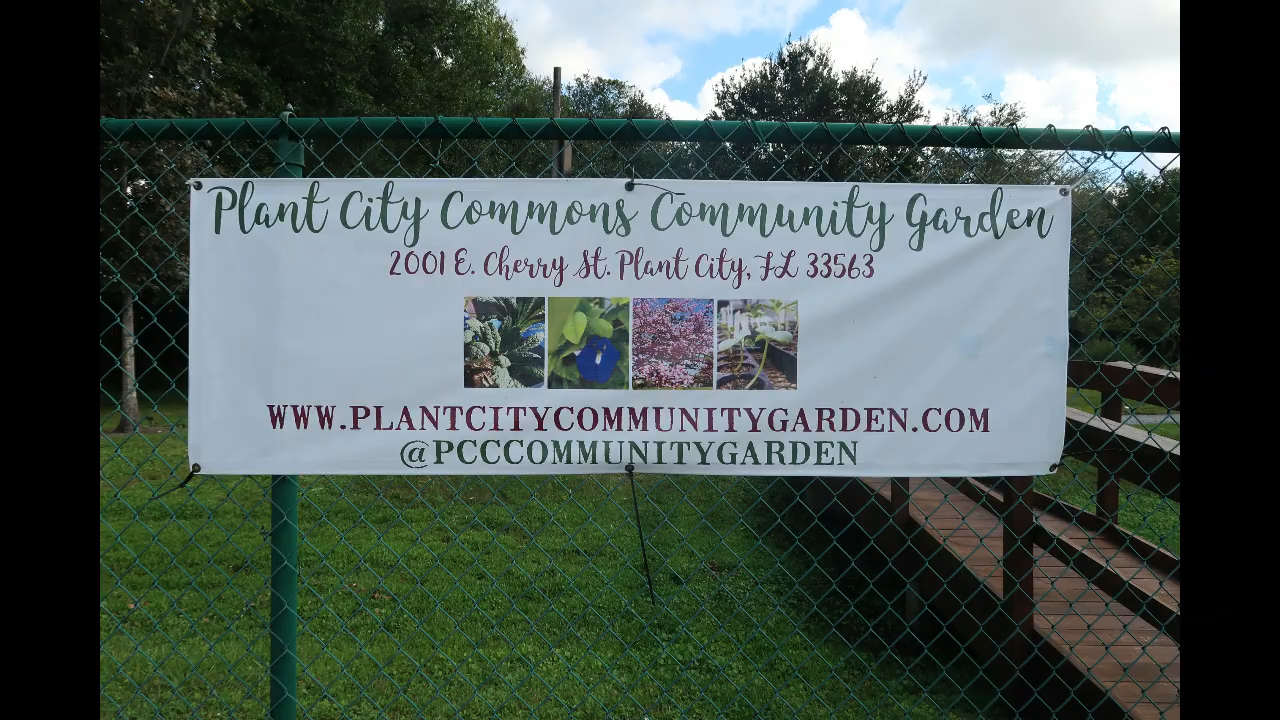 Plant City Commons Community Garden
2001 E. Cherry St. Plant City, FL 33563
WWW.PLANTCITYCOMMUNITYGARDEN.COM
@PCCCOMMUNITYGARDEN